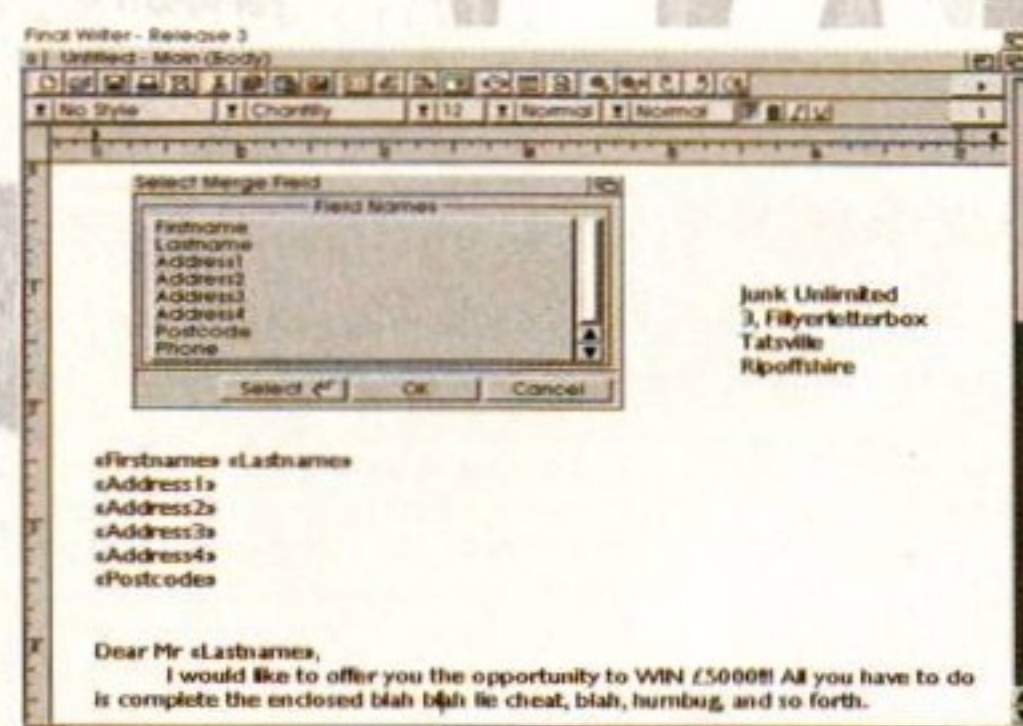 Final Writer - Release 3
Untitled - Main (Body)
No Style Chantilly 12 Normal Normal
Select Merge Field
Field Names
Firstname
Lastname
Address1
Address2
Address3
Address4
Postcode
Phone
Select OK Cancel
Junk Unlimited
3, Fillyerletterbox
Tatsville
Ripoffshire
«Firstname» «Lastname»
«Address1»
«Address2»
«Address3»
«Address4»
«Postcode»
Dear Mr «Lastname»,
I would like to offer you the opportunity to WIN £5000!! All you have to do
is complete the enclosed blah blah lie cheat, blah, humbug, and so forth.